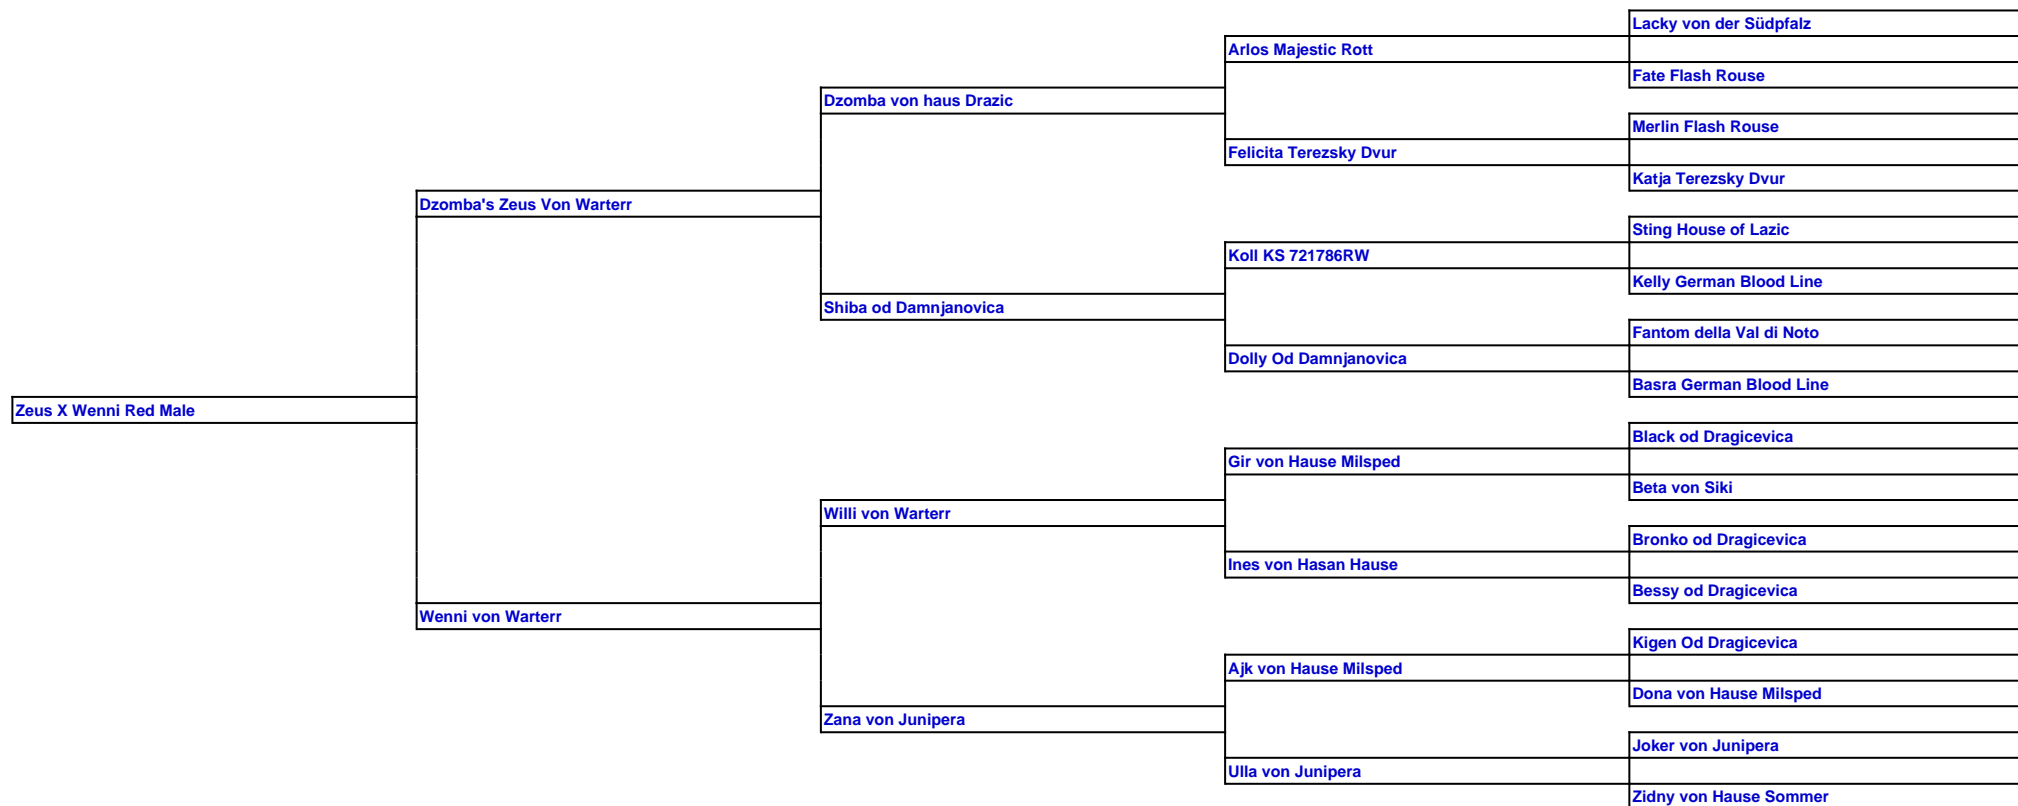 Lacky von der Südpfalz
Arlos Majestic Rott
Fate Flash Rouse
Dzomba von haus Drazic
Merlin Flash Rouse
Felicita Terezsky Dvur
Katja Terezsky Dvur
Dzomba's Zeus Von Warterr
Sting House of Lazic
Koll KS 721786RW
Kelly German Blood Line
Shiba od Damnjanovica
Fantom della Val di Noto
Dolly Od Damnjanovica
Basra German Blood Line
Zeus X Wenni Red Male
Black od Dragicevica
Gir von Hause Milsped
Beta von Siki
Willi von Warterr
Bronko od Dragicevica
Ines von Hasan Hause
Bessy od Dragicevica
Wenni von Warterr
Kigen Od Dragicevica
Ajk von Hause Milsped
Dona von Hause Milsped
Zana von Junipera
Joker von Junipera
Ulla von Junipera
Zidny von Hause Sommer